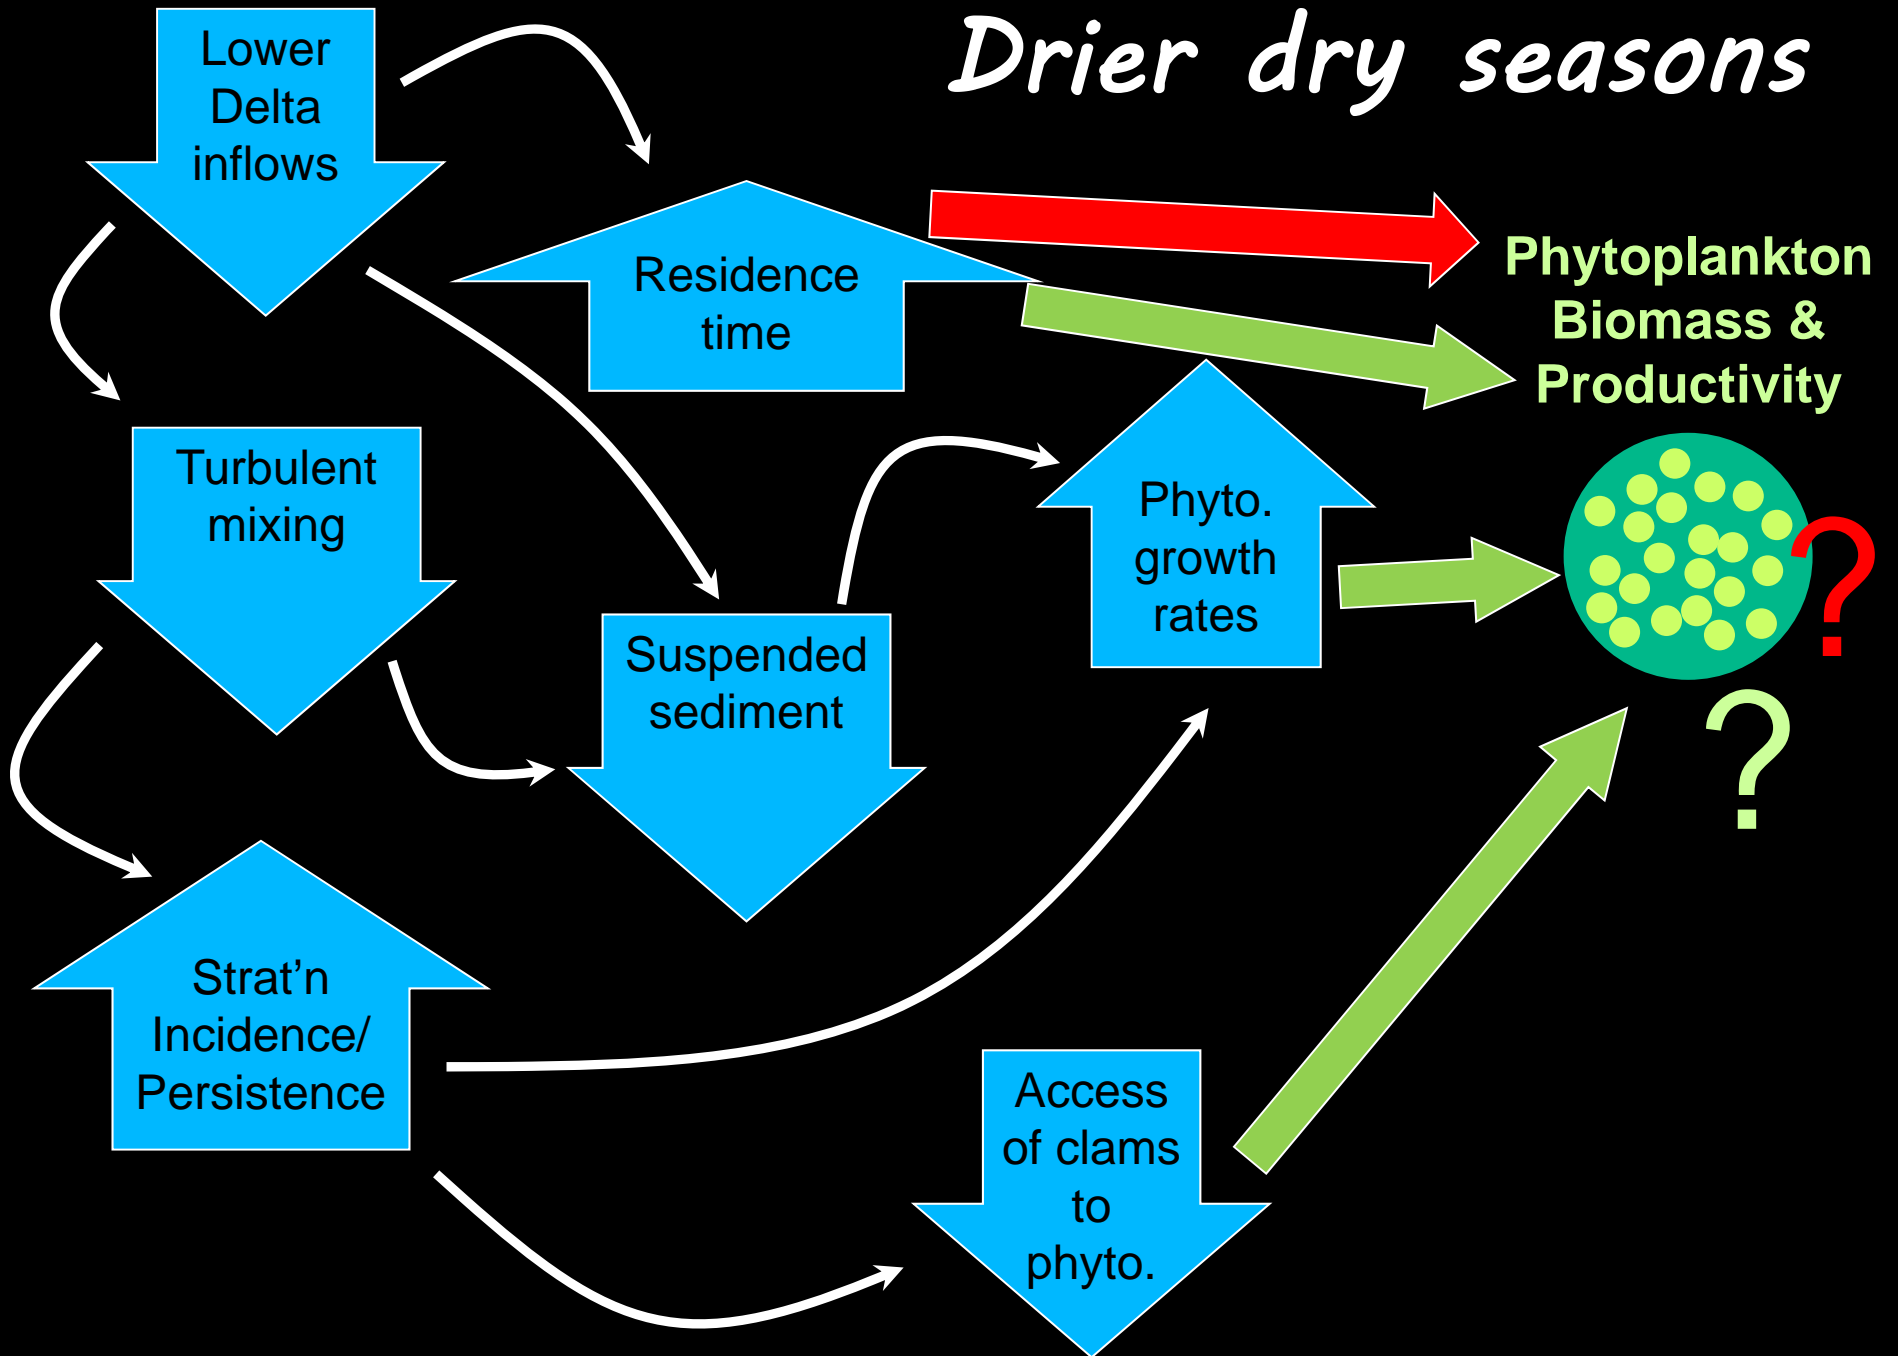 Drier dry seasons
Lower
Delta
inflows
Residence
time
Phytoplankton
Biomass &
Productivity
Turbulent
mixing
Phyto.
growth
rates
?
Suspended
sediment
?
Strat’n
Incidence/
Persistence
Access
of clams
to
phyto.